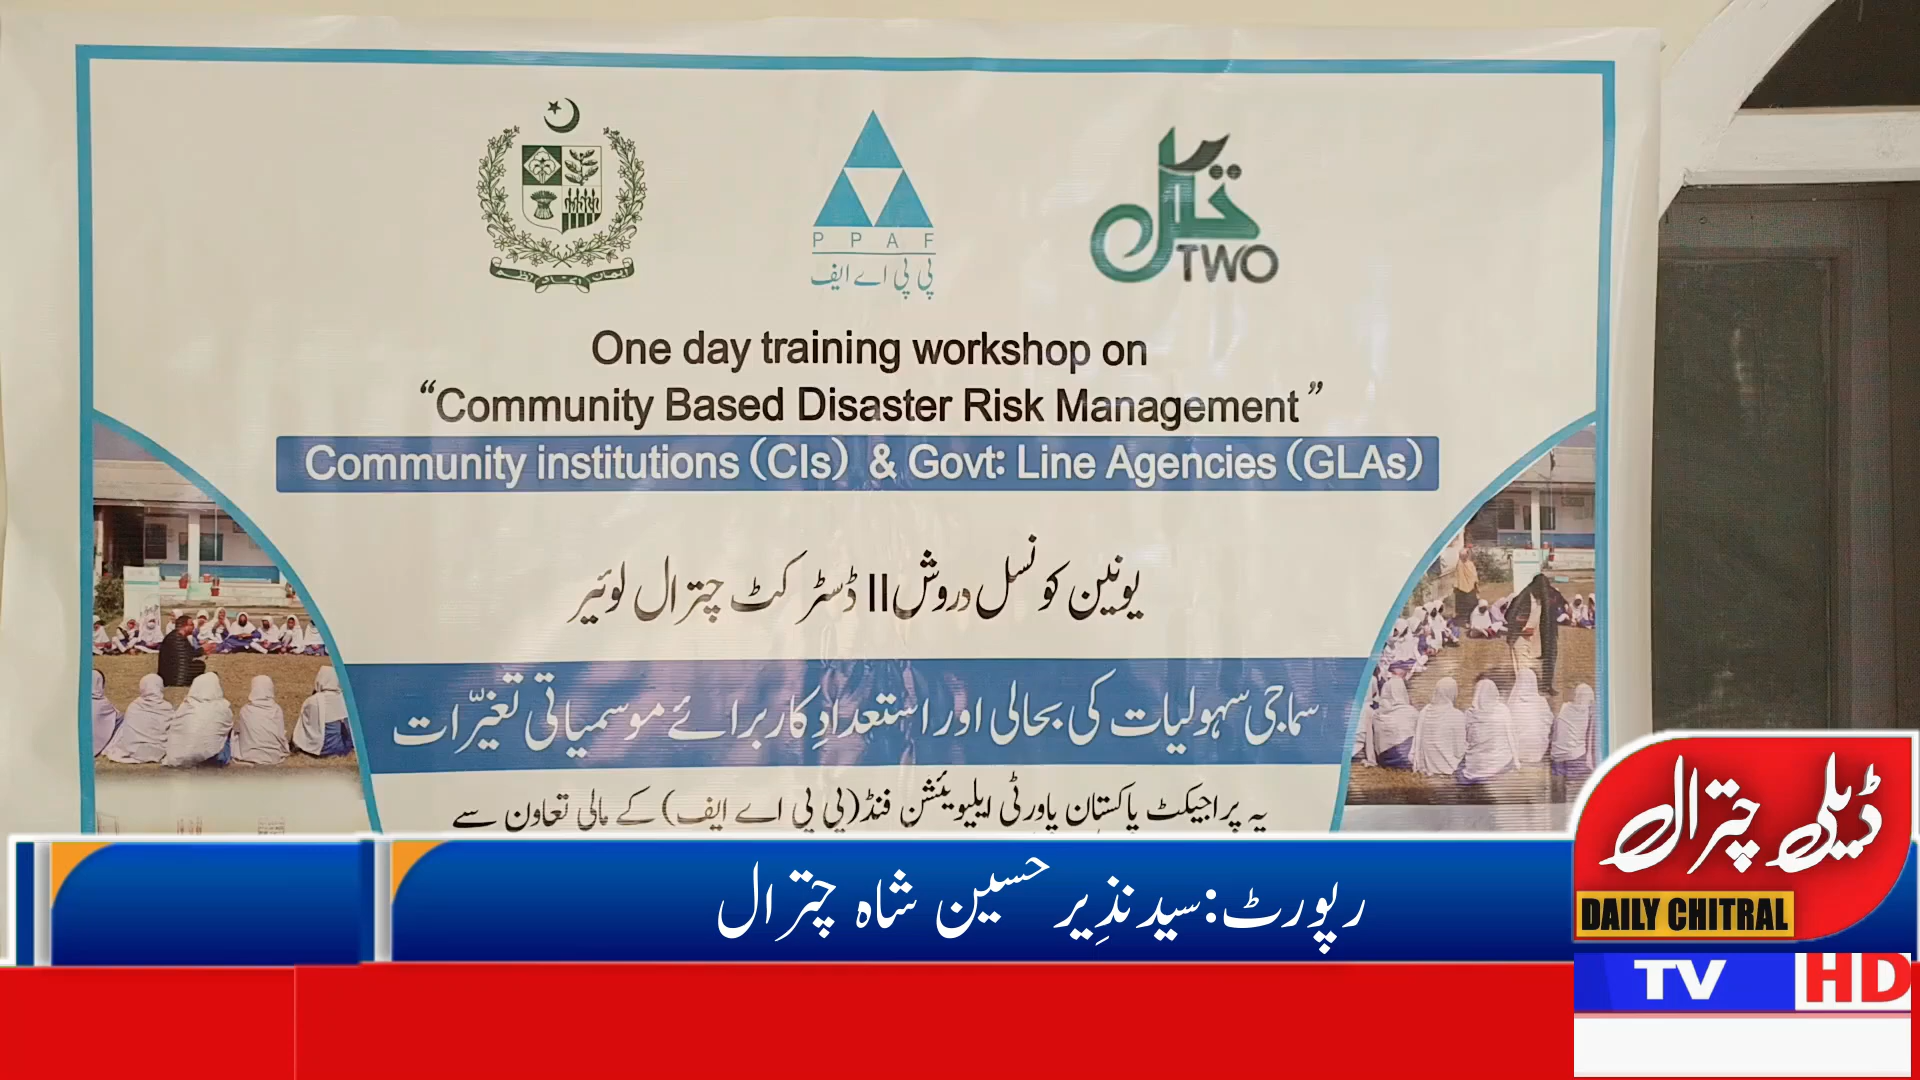 P P A F
پی پی اے ایف
TWO
One day training workshop on
“Community Based Disaster Risk Management”
Community institutions (CIs) & Govt: Line Agencies (GLAs)
یونین کونسل دروش II ڈسٹرکٹ چترال لوئیر
سماجی سہولیات کی بحالی اور استعدادِ کار برائے موسمیاتی تغیّرات
یہ پراجیکٹ پاکستان پاورٹی ایلیویئشن فنڈ (پی پی اے ایف) کے مالی تعاون سے
رپورٹ: سید نذِیر حسین شاہ چترال
ڈیلی چترال
DAILY CHITRAL
TV HD